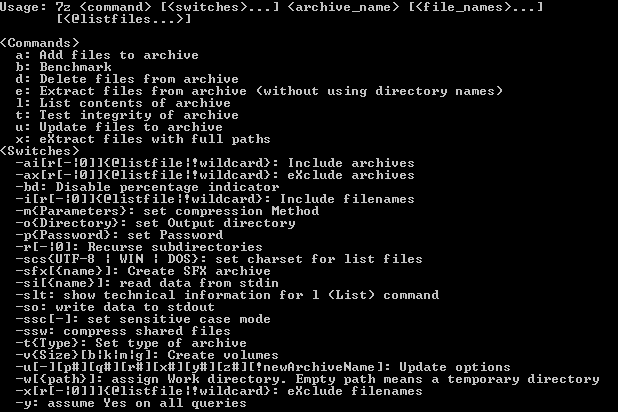 Usage: 7z <command> [<switches>...] <archive_name> [<file_names>...]
[<@listfiles...>]
<Commands>
a: Add files to archive
b: Benchmark
d: Delete files from archive
e: Extract files from archive (without using directory names)
l: List contents of archive
t: Test integrity of archive
u: Update files to archive
x: eXtract files with full paths
<Switches>
-ai[r[-|0]]{@listfile|!wildcard}: Include archives
-ax[r[-|0]]{@listfile|!wildcard}: eXclude archives
-bd: Disable percentage indicator
-i[r[-|0]]{@listfile|!wildcard}: Include filenames
-m{Parameters}: set compression Method
-o{Directory}: set Output directory
-p{Password}: set Password
-r[-|0]: Recurse subdirectories
-scs{UTF-8 | WIN | DOS}: set charset for list files
-sfx[{name}]: Create SFX archive
-si[{name}]: read data from stdin
-slt: show technical information for l (List) command
-so: write data to stdout
-ssc[-]: set sensitive case mode
-ssw: compress shared files
-t{Type}: Set type of archive
-v{Size}[b|k|m|g]: Create volumes
-u[-][p#][q#][r#][x#][y#][z#][!newArchiveName]: Update options
-w[{path}]: assign Work directory. Empty path means a temporary directory
-x[r[-|0]]{@listfile|!wildcard}: eXclude filenames
-y: assume Yes on all queries